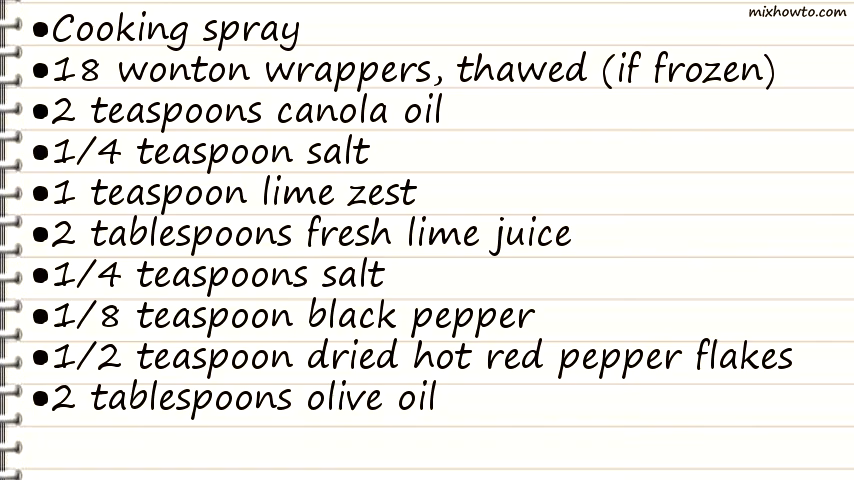 mixhowto.com
•Cooking spray
•18 wonton wrappers, thawed (if frozen)
•2 teaspoons canola oil
•1/4 teaspoon salt
•1 teaspoon lime zest
•2 tablespoons fresh lime juice
•1/4 teaspoons salt
•1/8 teaspoon black pepper
•1/2 teaspoon dried hot red pepper flakes
•2 tablespoons olive oil